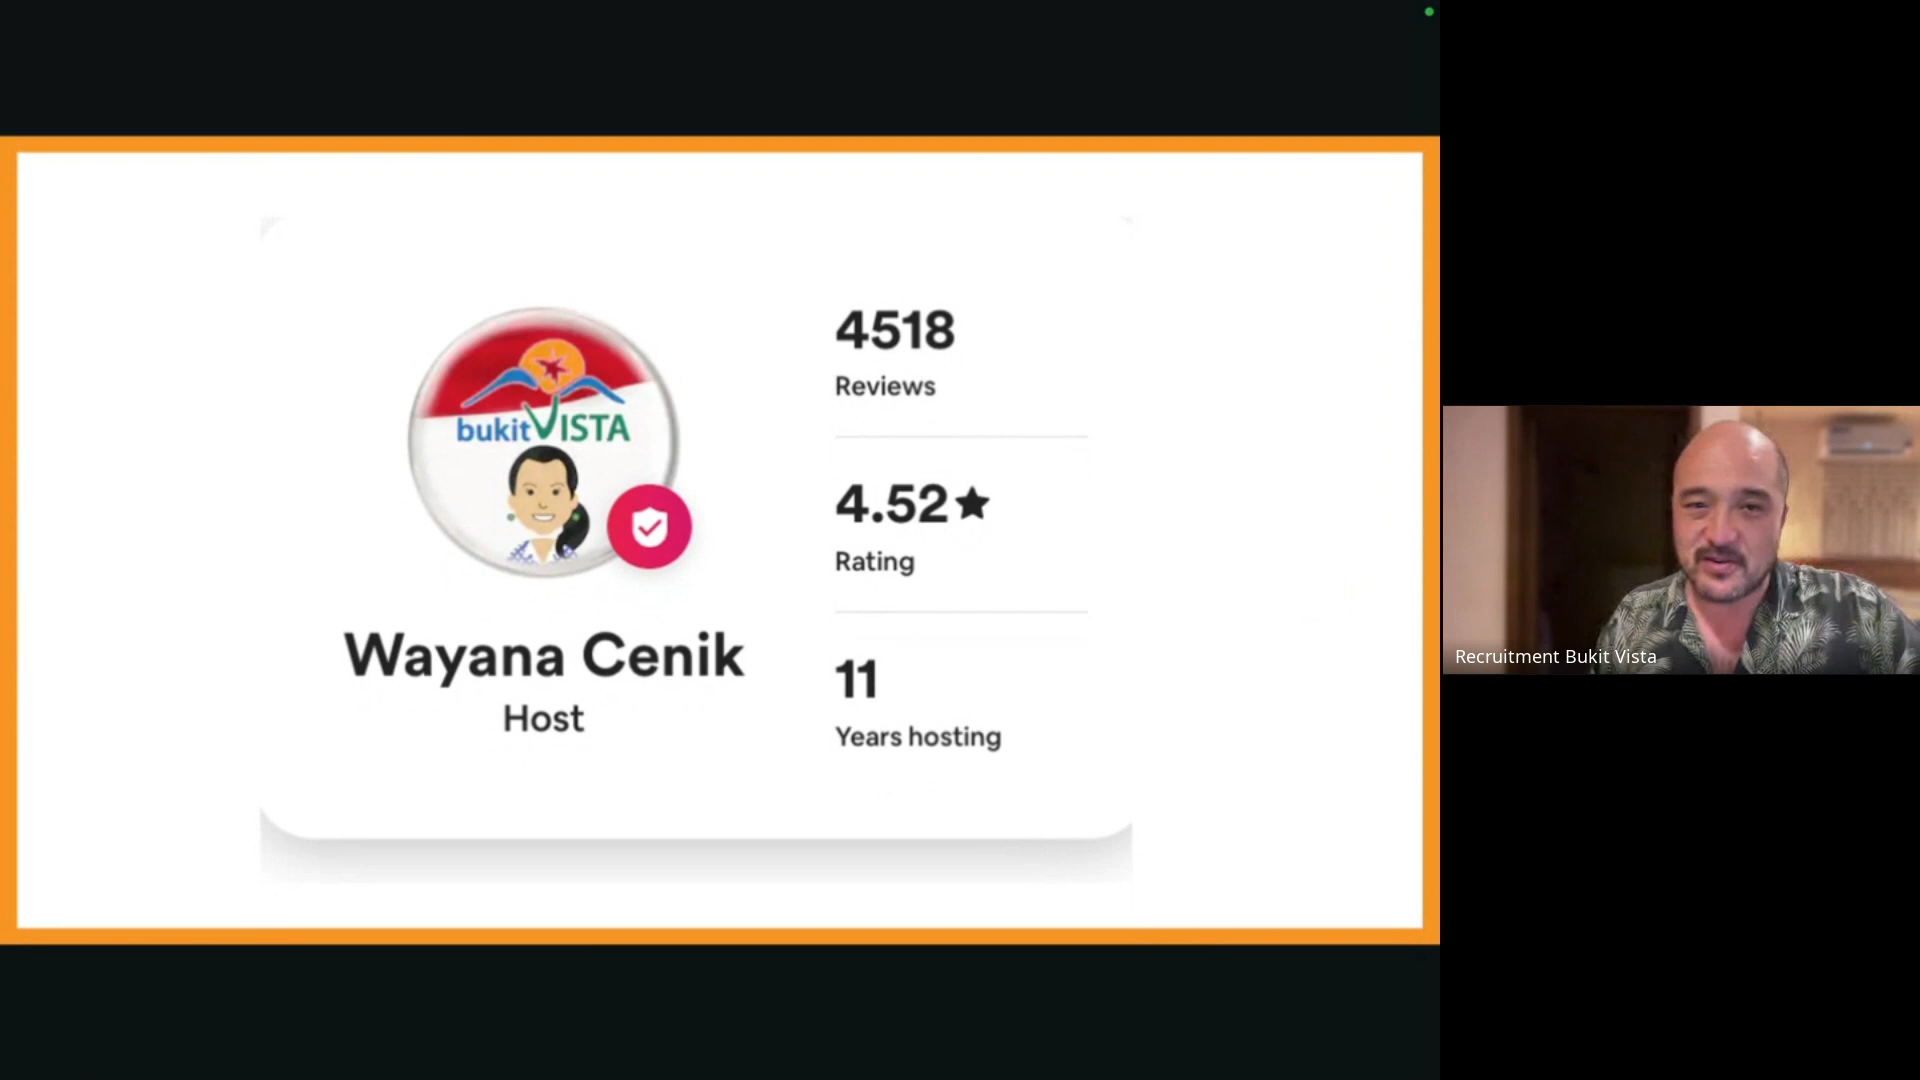 bukitVISTA
Wayana Cenik
Host
4518
Reviews
4.52★
Rating
11
Years hosting
Recruitment Bukit Vista